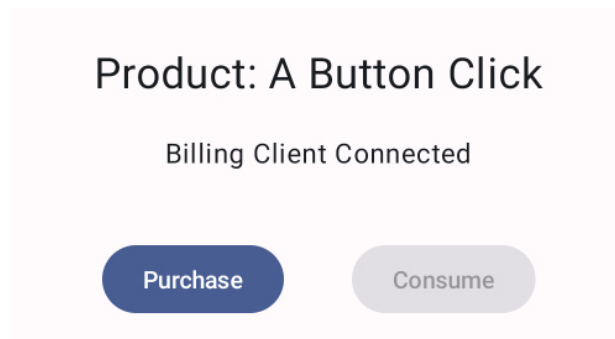 Product: A Button Click
Billing Client Connected
Purchase
Consume